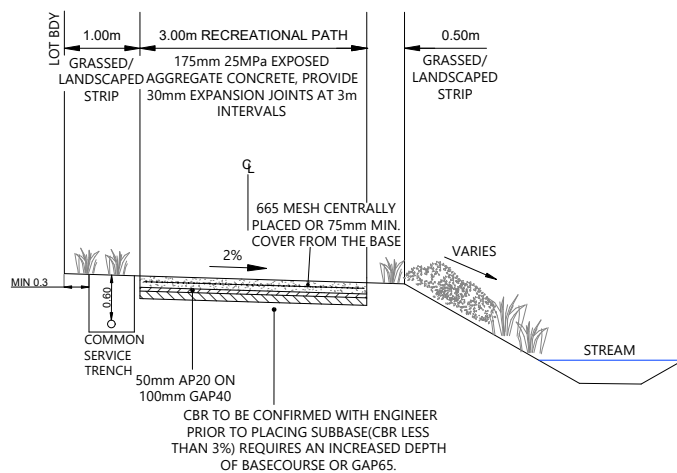 LOT BDY
1.00m
3.00m RECREATIONAL PATH
0.50m
GRASSED/
LANDSCAPED
STRIP
175mm 25MPa EXPOSED
AGGREGATE CONCRETE, PROVIDE
30mm EXPANSION JOINTS AT 3m
INTERVALS
GRASSED/
LANDSCAPED
STRIP
CL
665 MESH CENTRALLY
PLACED OR 75mm MIN.
COVER FROM THE BASE
2%
VARIES
MIN 0.3
0.60
COMMON
SERVICE
TRENCH
STREAM
50mm AP20 ON
100mm GAP40
CBR TO BE CONFIRMED WITH ENGINEER
PRIOR TO PLACING SUBBASE(CBR LESS
THAN 3%) REQUIRES AN INCREASED DEPTH
OF BASECOURSE OR GAP65.